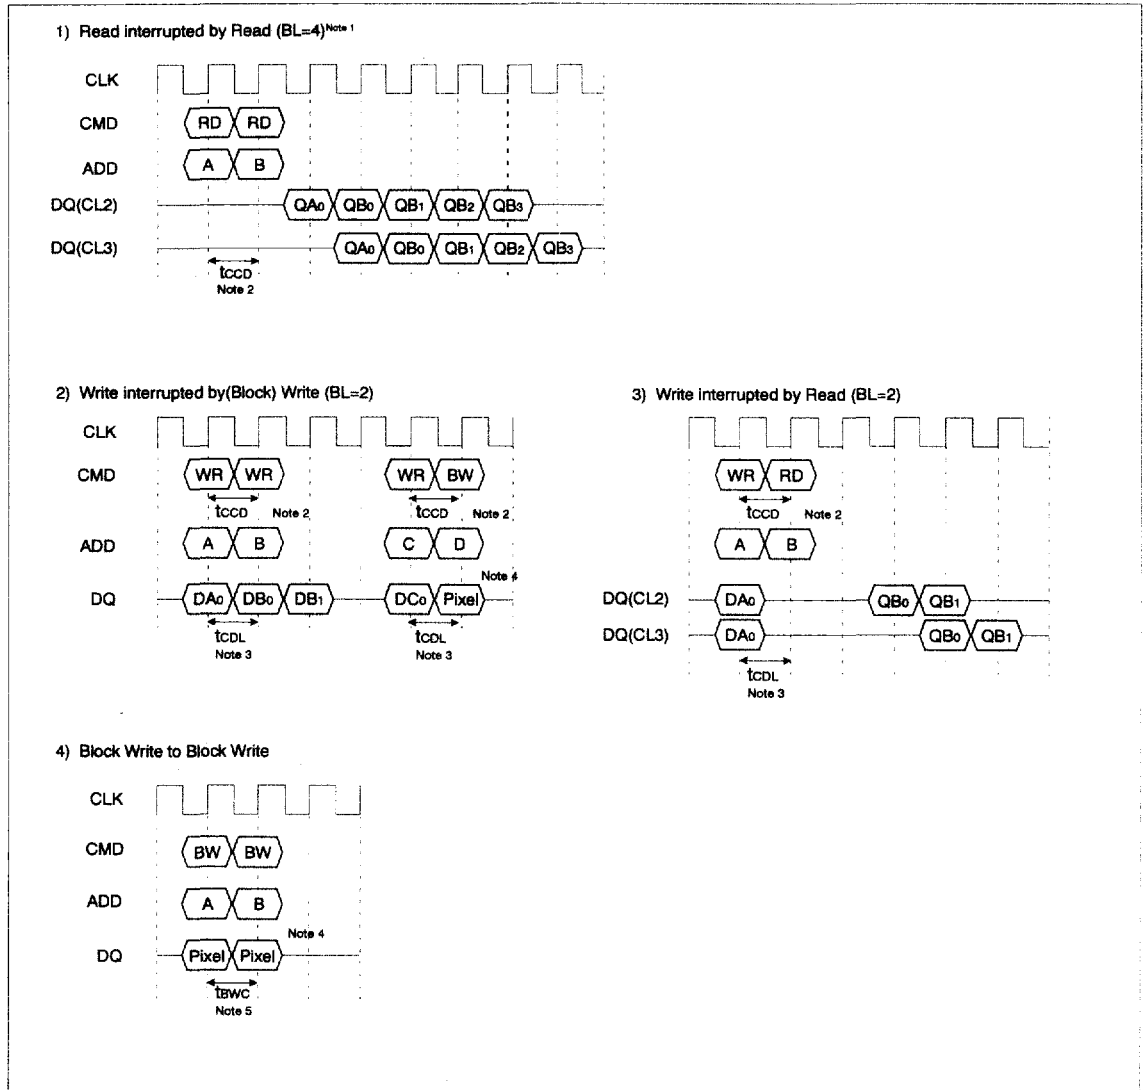 1) Read interrupted by Read (BL=4)Note 1
CLK
CMD RD RD
ADD A B
DQ(CL2) QA0 QB0 QB1 QB2 QB3
DQ(CL3) QA0 QB0 QB1 QB2 QB3
tCCD
Note 2
2) Write interrupted by(Block) Write (BL=2)
CLK
CMD WR WR WR BW
tCCD Note 2 tCCD Note 2
ADD A B C D
Note 4
DQ DA0 DB0 DB1 DC0 Pixel
tCDL tCDL
Note 3 Note 3
3) Write interrupted by Read (BL=2)
CLK
CMD WR RD
tCCD Note 2
ADD A B
DQ(CL2) DA0 QB0 QB1
DQ(CL3) DA0 QB0 QB1
tCDL
Note 3
4) Block Write to Block Write
CLK
CMD BW BW
ADD A B
Note 4
DQ Pixel Pixel
tBWC
Note 5